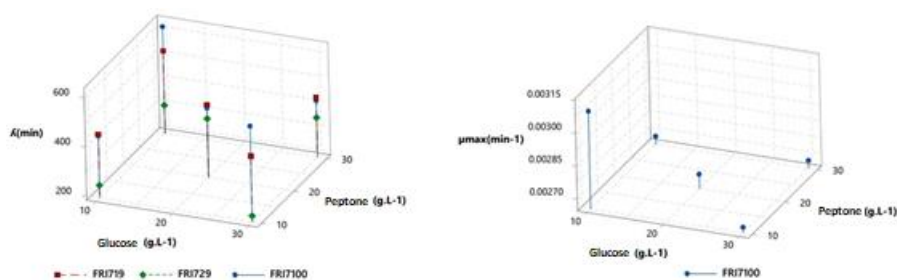 600
400
200
ʎ(min)
10
20
30
Glucose (g.L-1)
10
20
30
Peptone (g.L-1)
FRI719 FRI729 FRI7100
0.00315
0.00300
0.00285
0.00270
µmax(min-1)
10
20
30
Glucose (g.L-1)
10
20
30
Peptone (g.L-1)
FRI7100